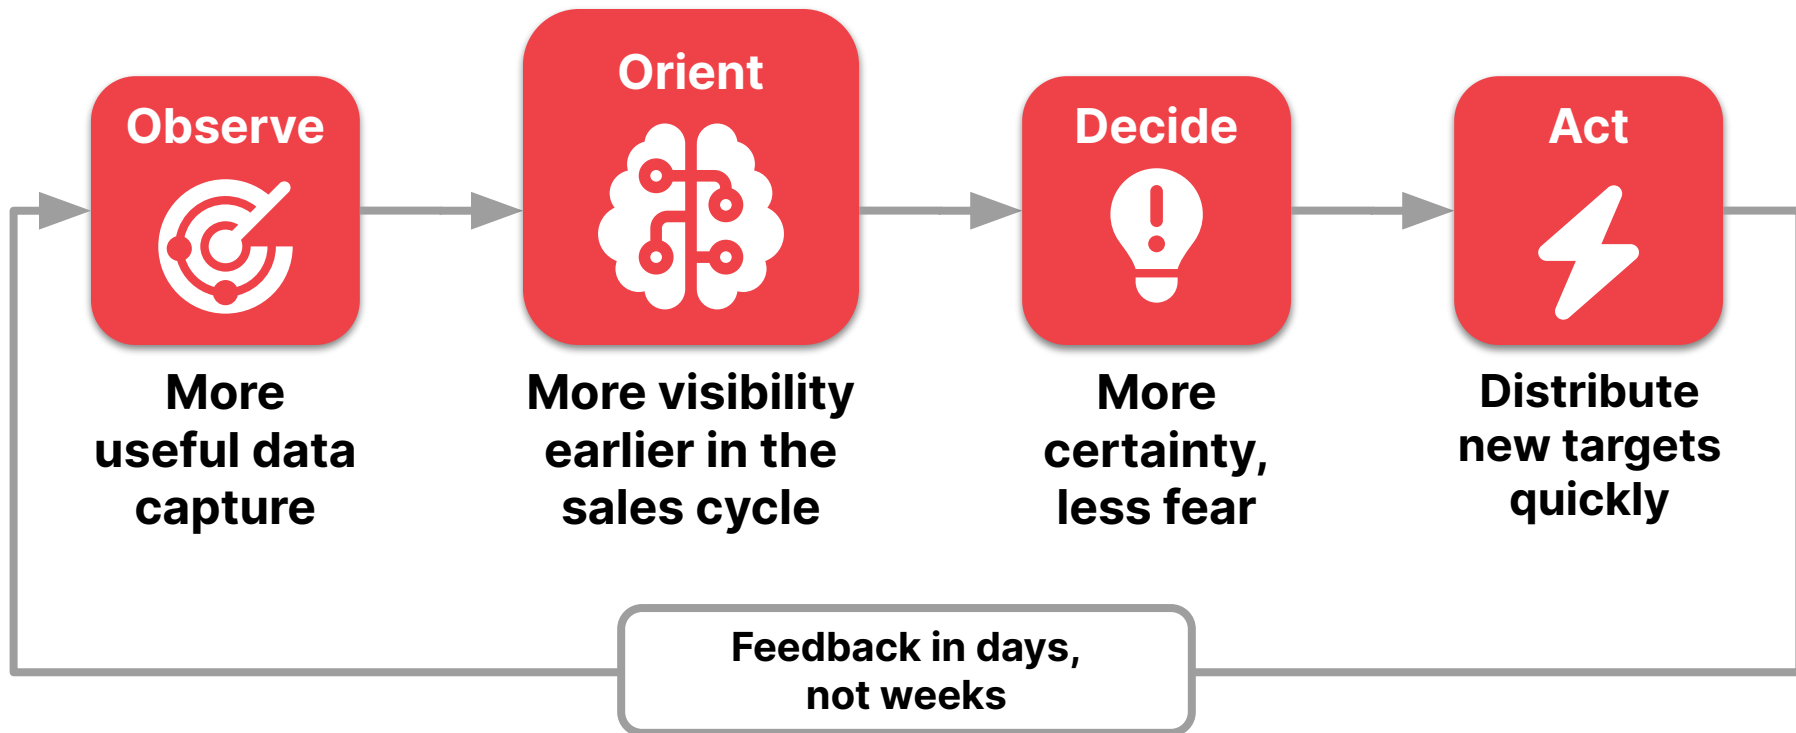 Observe
More
useful data
capture
Orient
More visibility
earlier in the
sales cycle
Decide
More
certainty,
less fear
Act
Distribute
new targets
quickly
Feedback in days,
not weeks